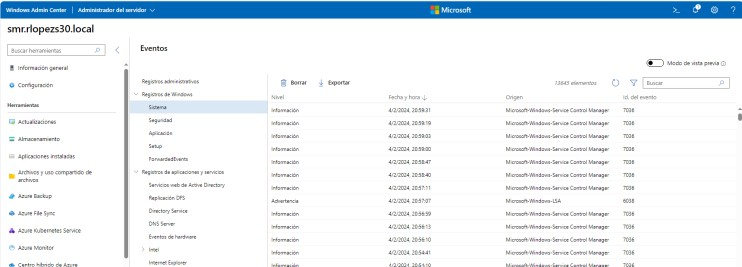 Windows Admin Center | Administrador del servidor Microsoft
smr.rlopezs30.local
Buscar herramientas
Información general
Configuración
Herramientas
Actualizaciones
Almacenamiento
Aplicaciones instaladas
Archivos y uso compartido de
archivos
Azure Backup
Azure File Sync
Azure Kubernetes Service
Azure Monitor
Centro híbrido de Azure
Eventos
Modo de vista previa
Registros administrativos
Registros de Windows
Sistema
Seguridad
Aplicación
Setup
ForwardedEvents
Registros de aplicaciones y servicios
Servicios web de Active Directory
Replicación DFS
Directory Service
DNS Server
Eventos de hardware
Intel
Internet Explorer
Borrar Exportar 13645 elementos Buscar
Nivel Fecha y hora Origen Id. del evento
Información 4/2/2024, 20:59:31 Microsoft-Windows-Service Control Manager 7036
Información 4/2/2024, 20:59:19 Microsoft-Windows-Service Control Manager 7036
Información 4/2/2024, 20:59:03 Microsoft-Windows-Service Control Manager 7036
Información 4/2/2024, 20:59:00 Microsoft-Windows-Service Control Manager 7036
Información 4/2/2024, 20:58:47 Microsoft-Windows-Service Control Manager 7036
Información 4/2/2024, 20:58:40 Microsoft-Windows-Service Control Manager 7036
Información 4/2/2024, 20:57:11 Microsoft-Windows-Service Control Manager 7036
Advertencia 4/2/2024, 20:57:07 Microsoft-Windows-LSA 6038
Información 4/2/2024, 20:56:59 Microsoft-Windows-Service Control Manager 7036
Información 4/2/2024, 20:56:13 Microsoft-Windows-Service Control Manager 7036
Información 4/2/2024, 20:56:10 Microsoft-Windows-Service Control Manager 7036
Información 4/2/2024, 20:54:41 Microsoft-Windows-Service Control Manager 7036
Información 4/2/2024, 20:54:10 Microsoft-Windows-Service Control Manager 7036